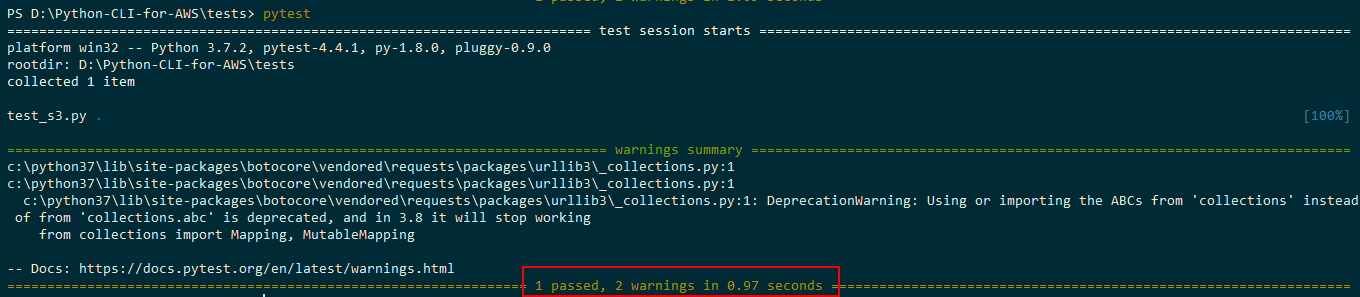 PS D:\Python-CLI-for-AWS\tests> pytest
============================================================================ test session starts ============================================================================
platform win32 -- Python 3.7.2, pytest-4.4.1, py-1.8.0, pluggy-0.9.0
rootdir: D:\Python-CLI-for-AWS\tests
collected 1 item
test_s3.py . [100%]
============================================================================== warnings summary ===========================================================================
c:\python37\lib\site-packages\botocore\vendored\requests\packages\urllib3\_collections.py:1
c:\python37\lib\site-packages\botocore\vendored\requests\packages\urllib3\_collections.py:1
c:\python37\lib\site-packages\botocore\vendored\requests\packages\urllib3\_collections.py:1: DeprecationWarning: Using or importing the ABCs from 'collections' instead
of from 'collections.abc' is deprecated, and in 3.8 it will stop working
from collections import Mapping, MutableMapping
-- Docs: https://docs.pytest.org/en/latest/warnings.html
================================================================= 1 passed, 2 warnings in 0.97 seconds =================================================================